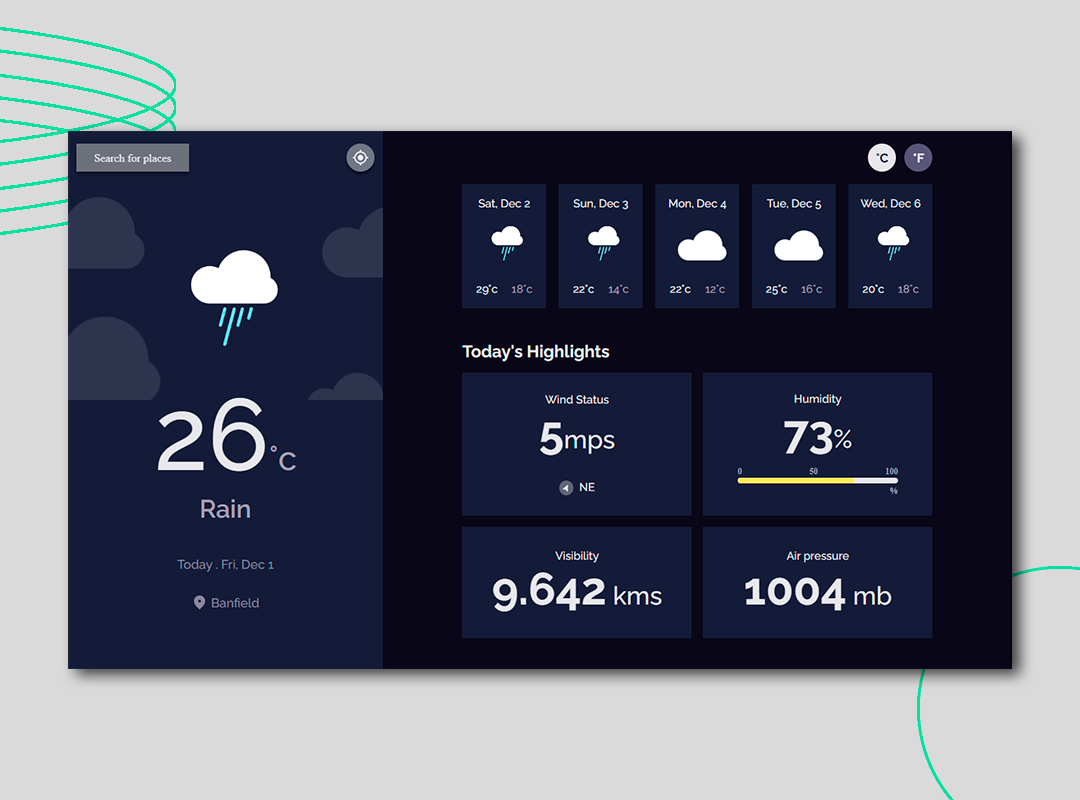 Search for places
26°C
Rain
Today . Fri, Dec 1
Banfield
°C °F
Sat, Dec 2
29°c 18°c
Sun, Dec 3
22°c 14°c
Mon, Dec 4
22°c 12°c
Tue, Dec 5
25°c 16°c
Wed, Dec 6
20°c 18°c
Today's Highlights
Wind Status
5mps
NE
Humidity
73%
0 50 100
%
Visibility
9.642 kms
Air pressure
1004 mb